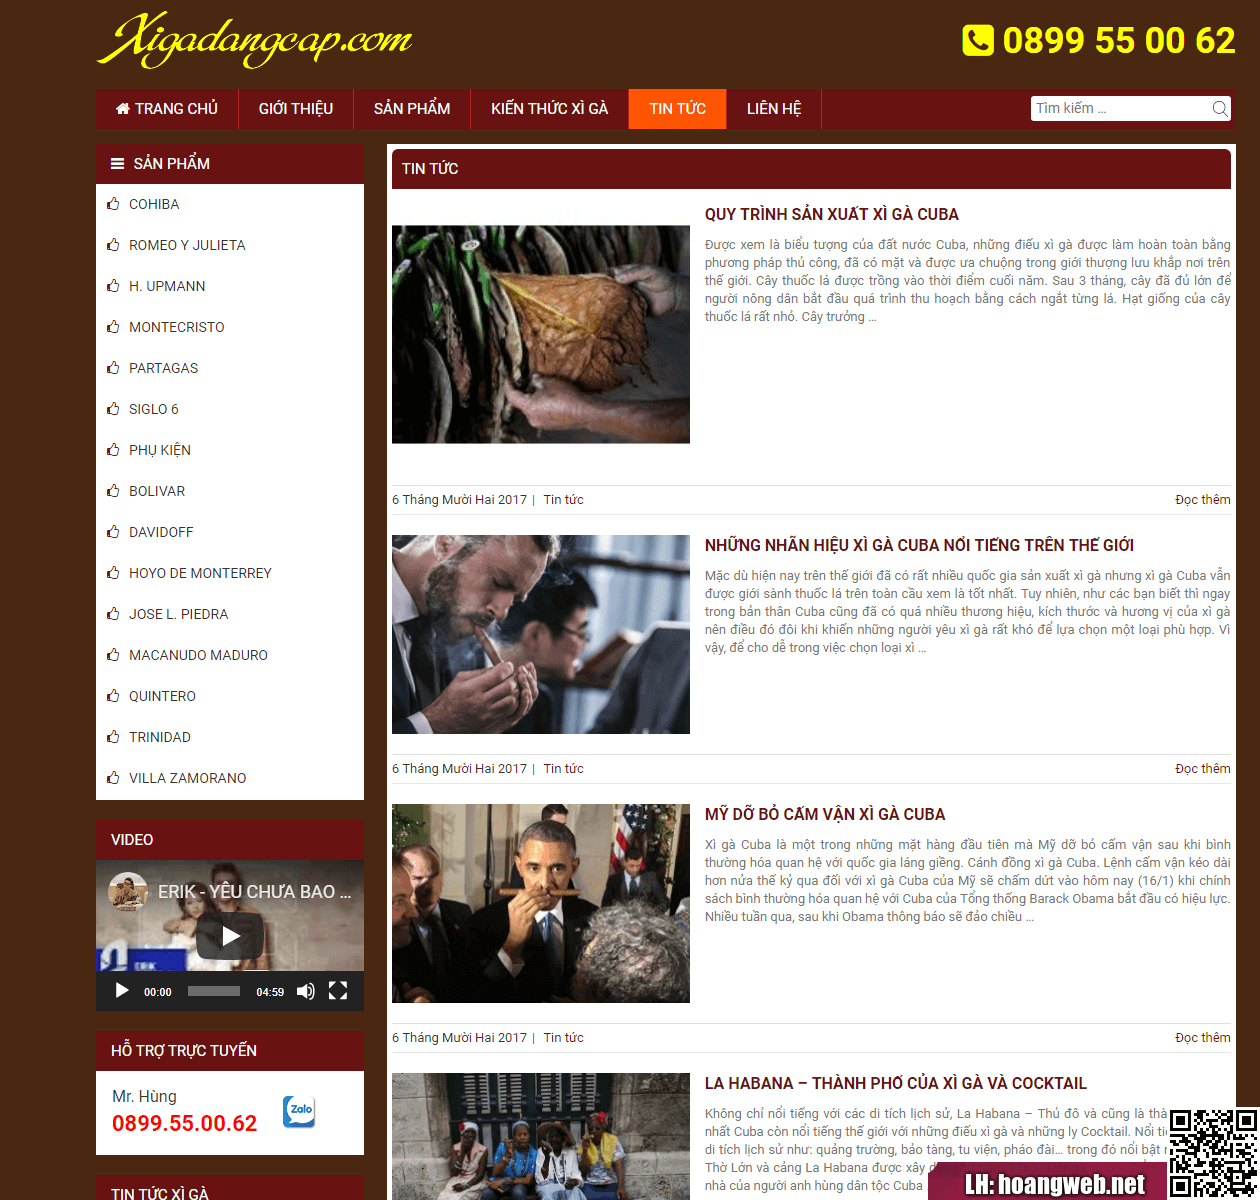 Xigadangcap.com
0899 55 00 62
TRANG CHỦ
GIỚI THIỆU
SẢN PHẨM
KIẾN THỨC XÌ GÀ
TIN TỨC
LIÊN HỆ
Tìm kiếm ...
SẢN PHẨM
COHIBA
ROMEO Y JULIETA
H. UPMANN
MONTECRISTO
PARTAGAS
SIGLO 6
PHỤ KIỆN
BOLIVAR
DAVIDOFF
HOYO DE MONTERREY
JOSE L. PIEDRA
MACANUDO MADURO
QUINTERO
TRINIDAD
VILLA ZAMORANO
VIDEO
ERIK - YÊU CHƯA BAO ...
ERIK
00:00
04:59
HỖ TRỢ TRỰC TUYẾN
Mr. Hùng
0899.55.00.62
Zalo
TIN TỨC XÌ GÀ
TIN TỨC
QUY TRÌNH SẢN XUẤT XÌ GÀ CUBA
Được xem là biểu tượng của đất nước Cuba, những điếu xì gà được làm hoàn toàn bằng
phương pháp thủ công, đã có mặt và được ưa chuộng trong giới thượng lưu khắp nơi trên
thế giới. Cây thuốc lá được trồng vào thời điểm cuối năm. Sau 3 tháng, cây đã đủ lớn để
người nông dân bắt đầu quá trình thu hoạch bằng cách ngắt từng lá. Hạt giống của cây
thuốc lá rất nhỏ. Cây trưởng ...
6 Tháng Mười Hai 2017 | Tin tức
Đọc thêm
NHỮNG NHÃN HIỆU XÌ GÀ CUBA NỔI TIẾNG TRÊN THẾ GIỚI
Mặc dù hiện nay trên thế giới đã có rất nhiều quốc gia sản xuất xì gà nhưng xì gà Cuba vẫn
được giới sành thuốc lá trên toàn cầu xem là tốt nhất. Tuy nhiên, như các bạn biết thì ngay
trong bản thân Cuba cũng đã có quá nhiều thương hiệu, kích thước và hương vị của xì gà
nên điều đó đôi khi khiến những người yêu xì gà rất khó để lựa chọn một loại phù hợp. Vì
vậy, để cho dễ trong việc chọn loại xì ...
6 Tháng Mười Hai 2017 | Tin tức
Đọc thêm
MỸ DỠ BỎ CẤM VẬN XÌ GÀ CUBA
Xì gà Cuba là một trong những mặt hàng đầu tiên mà Mỹ dỡ bỏ cấm vận sau khi bình
thường hóa quan hệ với quốc gia láng giềng. Cánh đồng xì gà Cuba. Lệnh cấm vận kéo dài
hơn nửa thế kỷ qua đối với xì gà Cuba của Mỹ sẽ chấm dứt vào hôm nay (16/1) khi chính
sách bình thường hóa quan hệ với Cuba của Tổng thống Barack Obama bắt đầu có hiệu lực.
Nhiều tuần qua, sau khi Obama thông báo sẽ đảo chiều ...
6 Tháng Mười Hai 2017 | Tin tức
Đọc thêm
LA HABANA – THÀNH PHỐ CỦA XÌ GÀ VÀ COCKTAIL
Không chỉ nổi tiếng với các di tích lịch sử, La Habana – Thủ đô và cũng là
nhất Cuba còn nổi tiếng thế giới với những điếu xì gà và những ly Cocktail. Nổi
di tích lịch sử như: quảng trường, bảo tàng, tu viện, pháo đài... trong đó nổi bật
Thờ Lớn và cảng La Habana được xây
nhà của người anh hùng dân tộc Cuba
LH: hoangweb.net